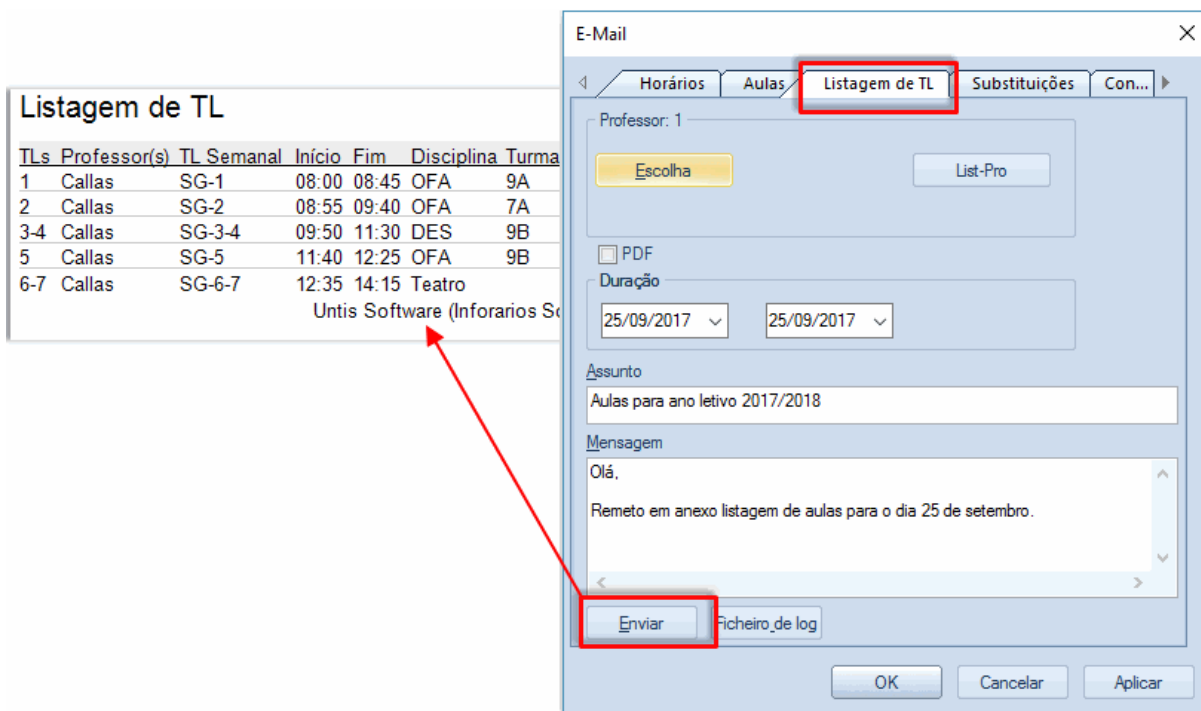 Listagem de TL
TLs Professor(s) TL Semanal Início Fim Disciplina Turma
1 Callas SG-1 08:00 08:45 OFA 9A
2 Callas SG-2 08:55 09:40 OFA 7A
3-4 Callas SG-3-4 09:50 11:30 DES 9B
5 Callas SG-5 11:40 12:25 OFA 9B
6-7 Callas SG-6-7 12:35 14:15 Teatro
Untis Software (Inforarios
E-Mail
Horários Aulas Listagem de TL Substituições Con...
Professor: 1
Escolha List-Pro
PDF
Duração
25/09/2017 25/09/2017
Assunto
Aulas para ano letivo 2017/2018
Mensagem
Olá,
Remeto em anexo listagem de aulas para o dia 25 de setembro.
Enviar Ficheiro_de log
OK Cancelar Aplicar